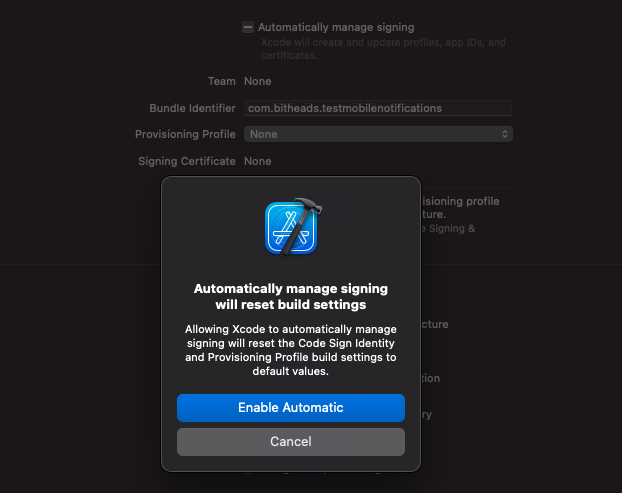 Automatically manage signing
Xcode will create and update profiles, app IDs, and
certificates.
Team None
Bundle Identifier com.bitheads.testmobilenotifications
Provisioning Profile None
Signing Certificate None
isioning profile
ture.
e Signing &
Automatically manage signing
will reset build settings
Allowing Xcode to automatically manage
signing will reset the Code Sign Identity
and Provisioning Profile build settings to
default values.
cture
tion
Enable Automatic
ry
Cancel